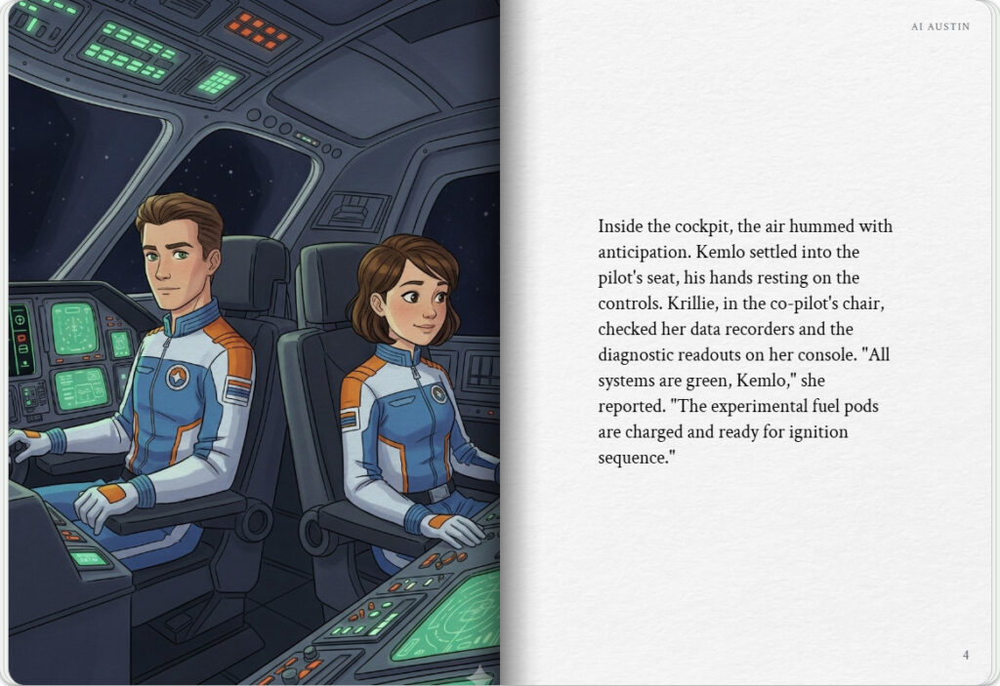 AI AUSTIN
Inside the cockpit, the air hummed with
anticipation. Kemlo settled into the
pilot's seat, his hands resting on the
controls. Krillie, in the co-pilot's chair,
checked her data recorders and the
diagnostic readouts on her console. "All
systems are green, Kemlo," she
reported. "The experimental fuel pods
are charged and ready for ignition
sequence."
4